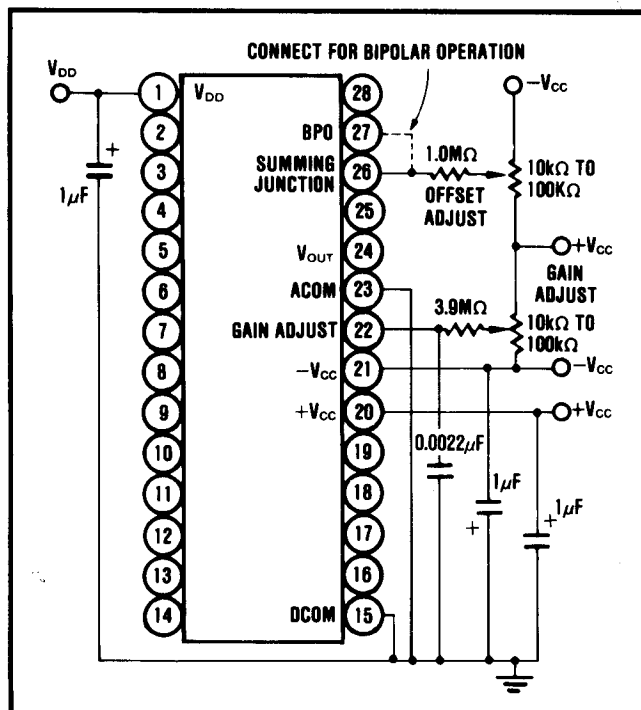 CONNECT FOR BIPOLAR OPERATION
VDD
−VCC
1 VDD 28
2 BPO 27
3 SUMMING JUNCTION 26
1.0MΩ
OFFSET ADJUST
10kΩ TO
100KΩ
+
1μF
4 25
5 VOUT 24
+VCC
6 ACOM 23
GAIN
ADJUST
3.9MΩ
10kΩ TO
100kΩ
7 GAIN ADJUST 22
8 −VCC 21
−VCC
9 +VCC 20
+VCC
10 19
0.0022μF
11 18
1μF
1μF
12 17
+
+
13 16
14 DCOM 15